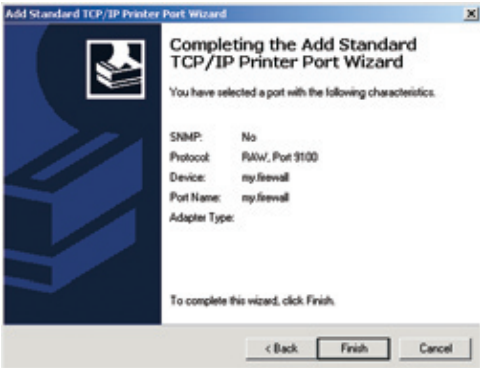 Add Standard TCP/IP Printer Port Wizard
Completing the Add Standard
TCP/IP Printer Port Wizard
You have selected a port with the following characteristics.
SNMP: No
Protocol: RAW, Port 9100
Device: my.firewall
Port Name: my.firewall
Adapter Type:
To complete this wizard, click Finish.
< Back Finish Cancel